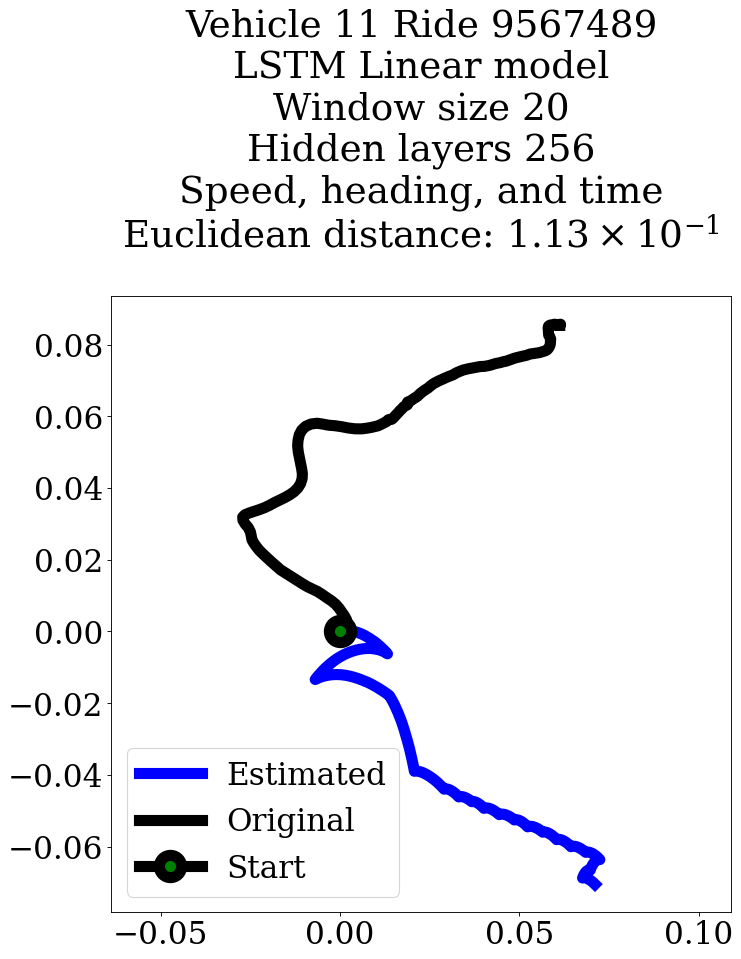 Vehicle 11 Ride 9567489
LSTM Linear model
Window size 20
Hidden layers 256
Speed, heading, and time
Euclidean distance: 1.13 × 10⁻¹
0.08
0.06
0.04
0.02
0.00
−0.02
−0.04
−0.06
Estimated
Original
Start
−0.05 0.00 0.05 0.10